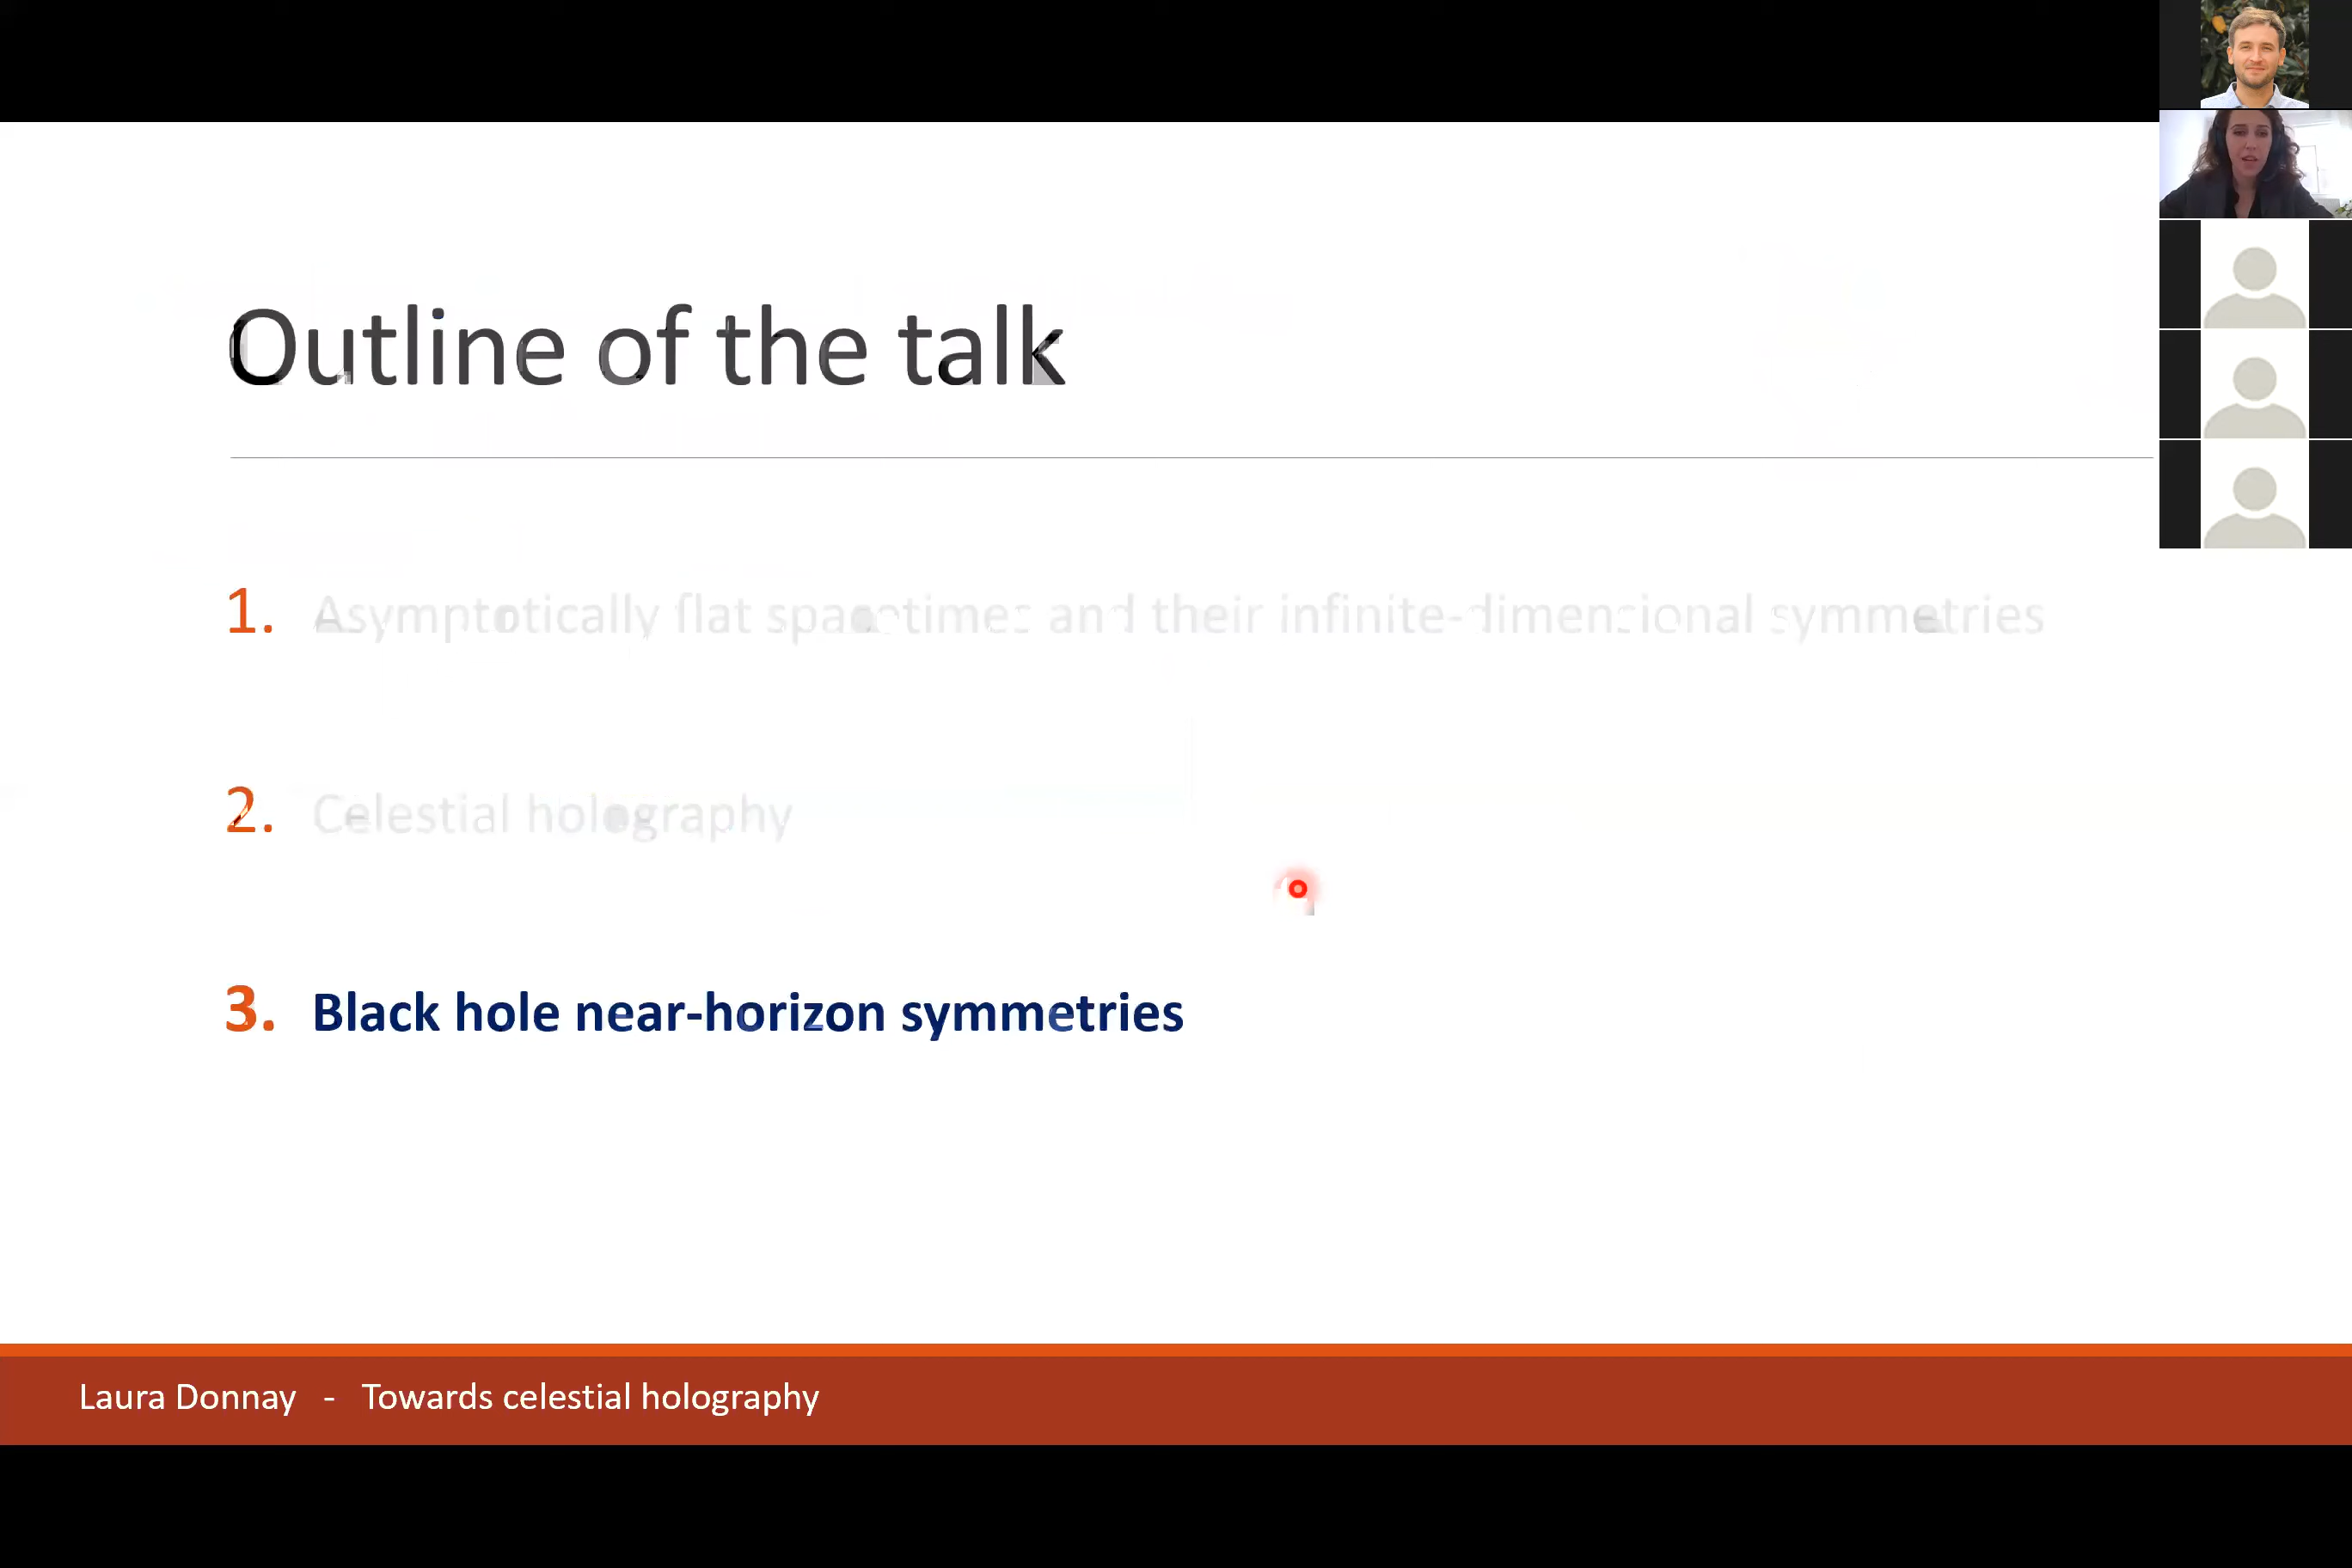 Outline of the talk
1. Asymptotically flat spacetimes and their infinite-dimensional symmetries
2. Celestial holography
3. Black hole near-horizon symmetries
Laura Donnay - Towards celestial holography